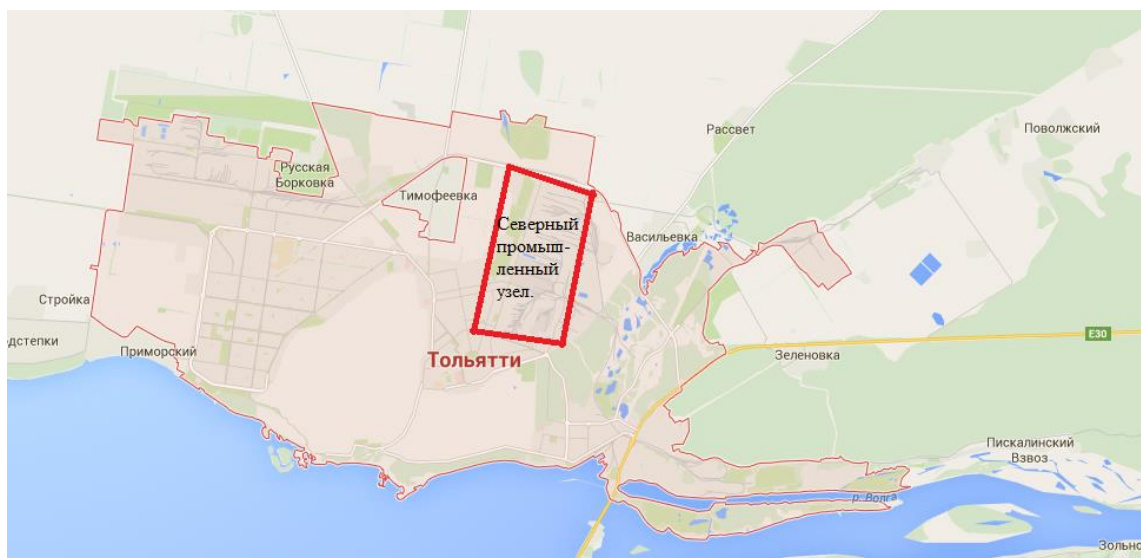 Рассвет
Поволжский
Русская
Борковка
Тимофеевка
Северный
промыш-
ленный
узел.
Васильевка
Стройка
одстепки
Приморский
Тольятти
E30
Зеленовка
Пискалинский
Взвоз
р. Волга
Зольно